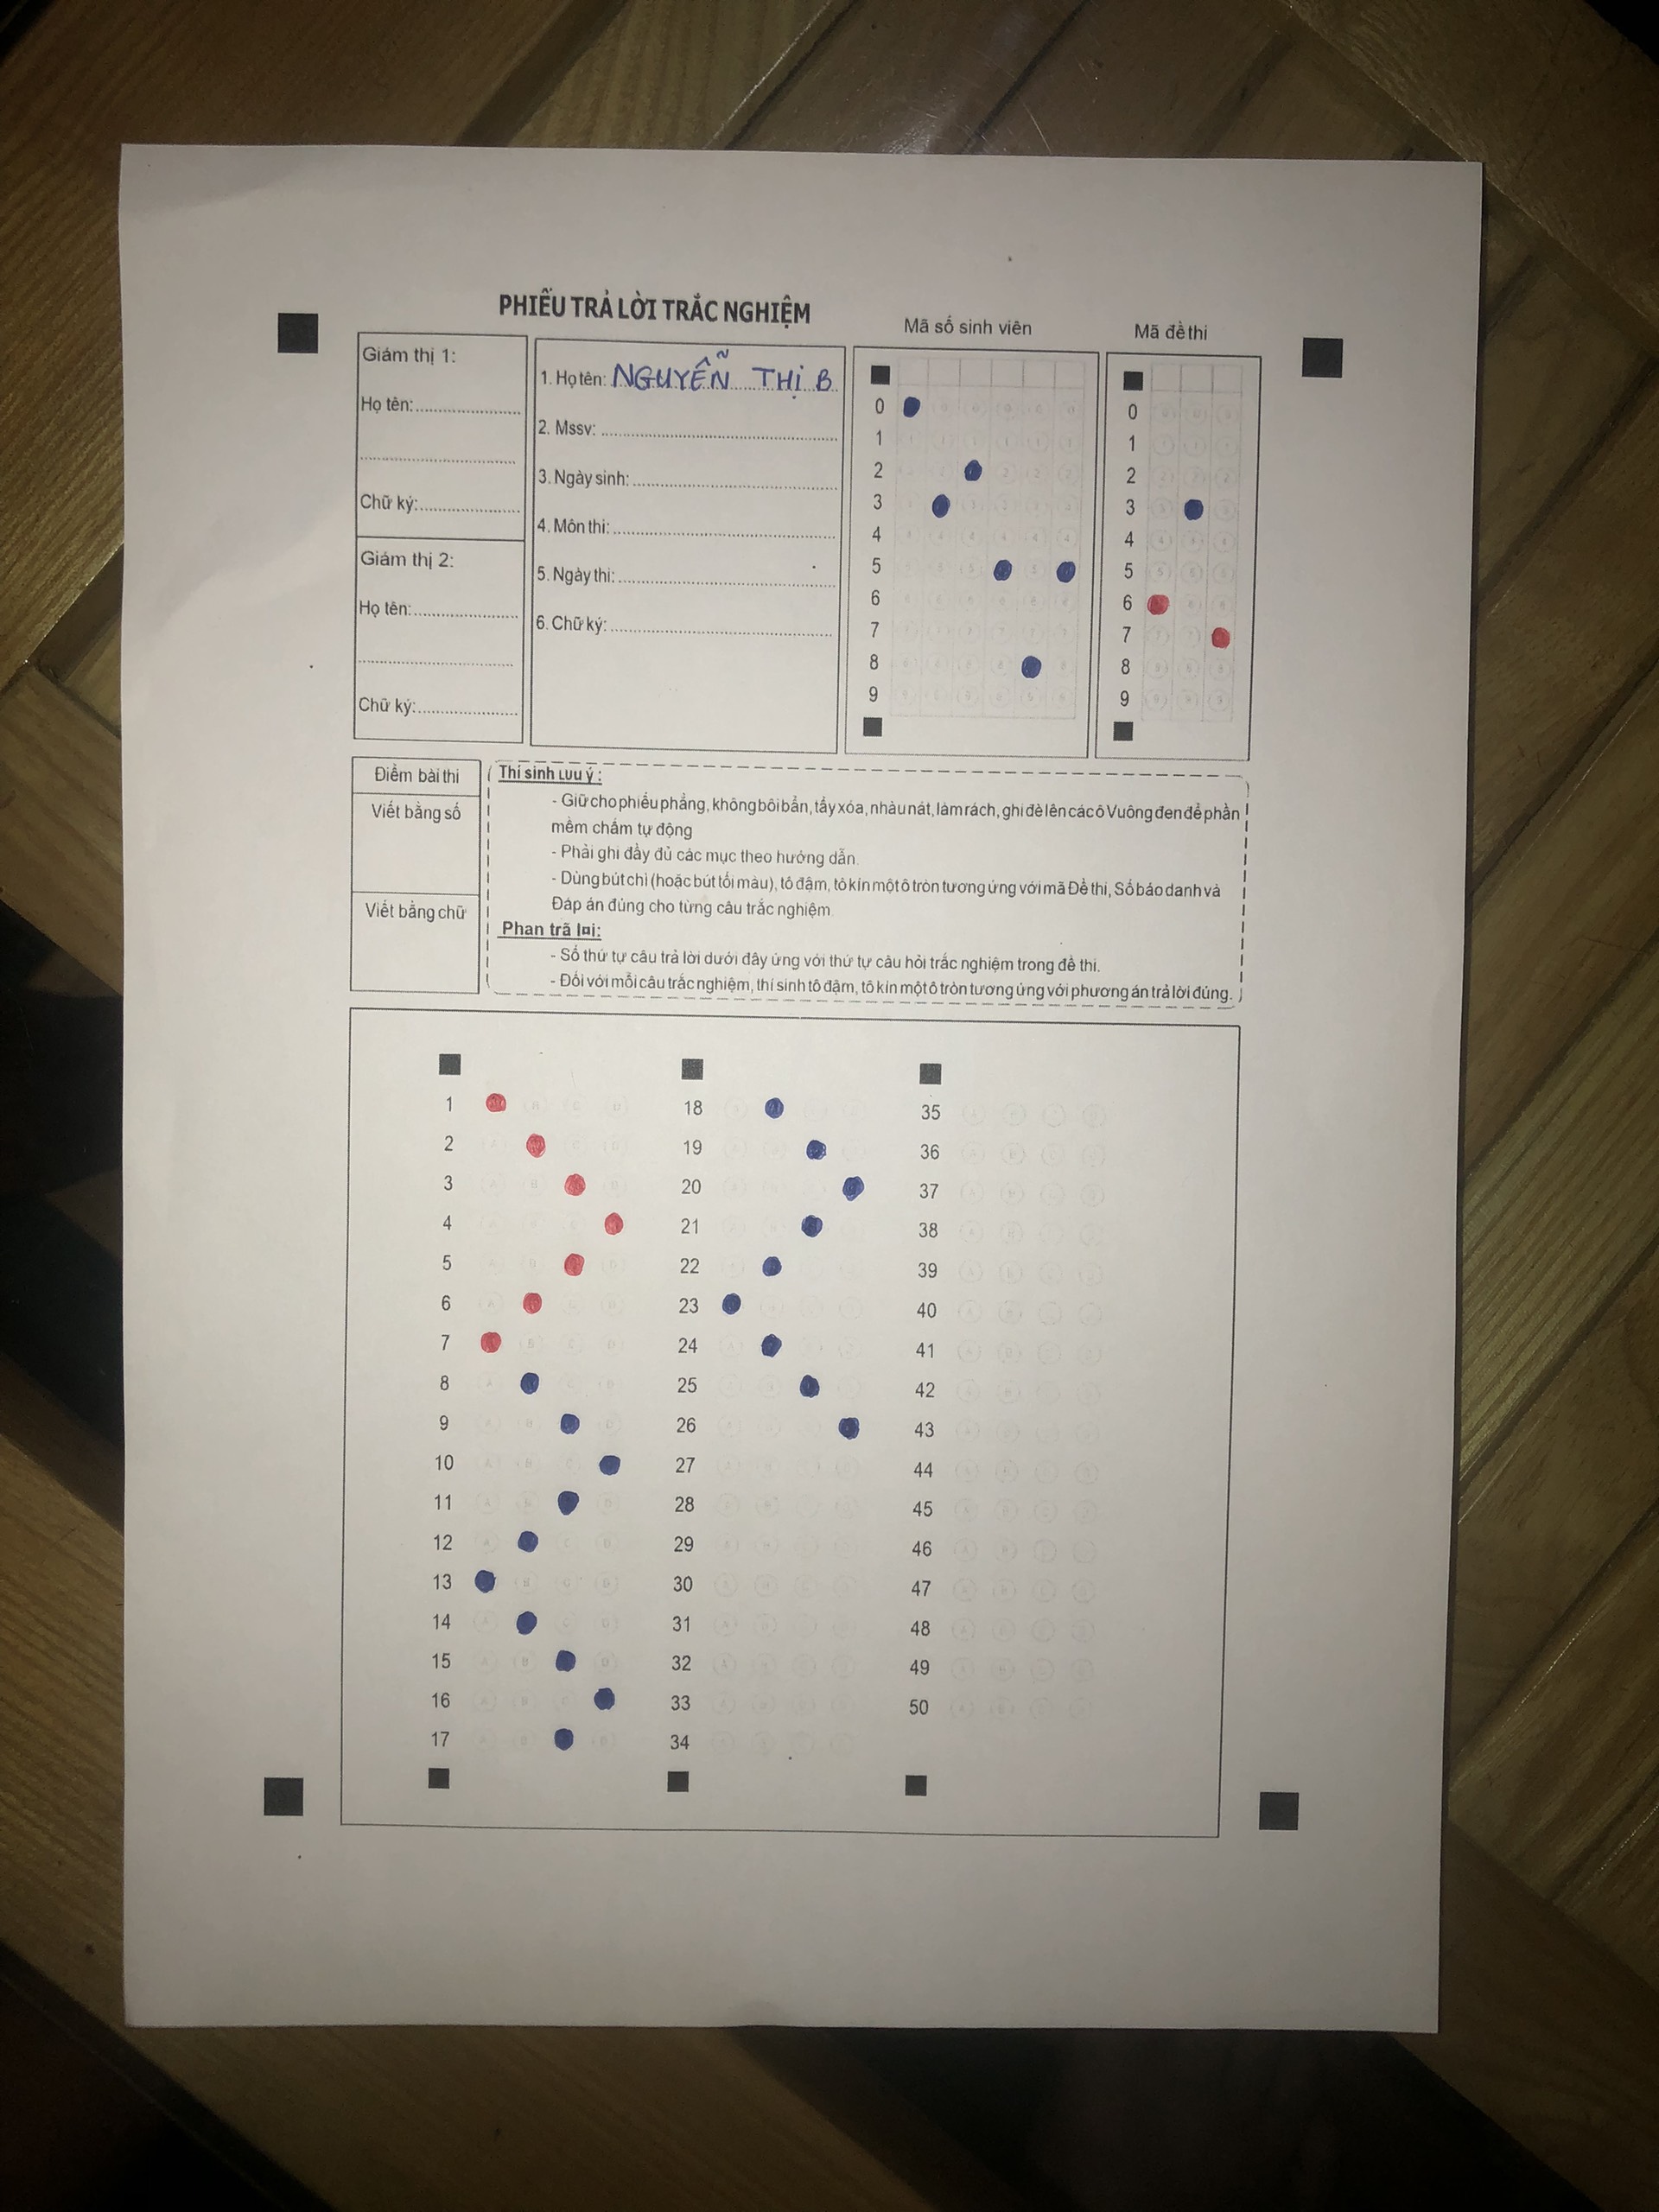 PHIẾU TRẢ LỜI TRẮC NGHIỆM
Mã số sinh viên
Mã đề thi
Giám thị 1:
Họ tên:
Chữ ký:
Giám thị 2:
Họ tên:
Chữ ký:
1. Họ tên: NGUYỄN THỊ B
2. Mssv:
3. Ngày sinh:
4. Môn thi:
5. Ngày thi:
6. Chữ ký:
0
1
2
3
4
5
6
7
8
9
0
1
2
3
4
5
6
7
8
9
Điểm bài thi
Viết bằng số
Viết bằng chữ
Thí sinh Lưu ý :
- Giữ cho phiếu phẳng, không bôi bẩn, tẩy xóa, nhàu nát, làm rách, ghi đè lên các ô Vuông đen để phần
mềm chấm tự động
- Phải ghi đầy đủ các mục theo hướng dẫn
- Dùng bút chì (hoặc bút tối màu), tô đậm, tô kín một ô tròn tương ứng với mã Đề thi, Số báo danh và
Đáp án đúng cho từng câu trắc nghiệm
Phan trã lại:
- Số thứ tự câu trả lời dưới đây ứng với thứ tự câu hỏi trắc nghiệm trong đề thi.
- Đối với mỗi câu trắc nghiệm, thí sinh tô đậm, tô kín một ô tròn tương ứng với phương án trả lời đúng.
1
2
3
4
5
6
7
8
9
10
11
12
13
14
15
16
17
18
19
20
21
22
23
24
25
26
27
28
29
30
31
32
33
34
35
36
37
38
39
40
41
42
43
44
45
46
47
48
49
50